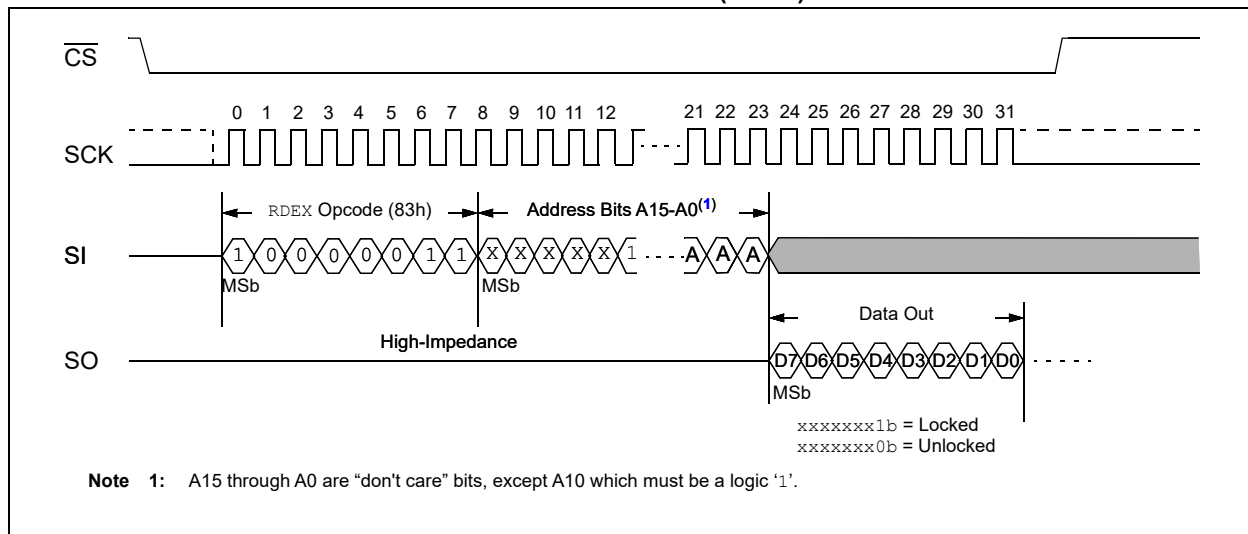 CS
0 1 2 3 4 5 6 7 8 9 10 11 12 21 22 23 24 25 26 27 28 29 30 31
SCK
RDEX Opcode (83h) Address Bits A15-A0(1)
SI 1 0 0 0 0 0 1 1 X X X X X 1 A A A
MSb MSb
Data Out
High-Impedance
SO D7 D6 D5 D4 D3 D2 D1 D0
MSb
xxxxxxx1b = Locked
xxxxxxx0b = Unlocked
Note 1: A15 through A0 are “don't care” bits, except A10 which must be a logic ‘1’.